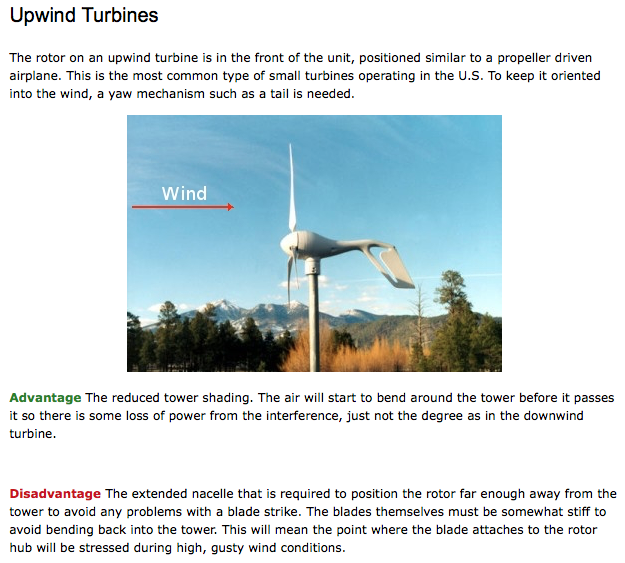 Upwind Turbines
The rotor on an upwind turbine is in the front of the unit, positioned similar to a propeller driven
airplane. This is the most common type of small turbines operating in the U.S. To keep it oriented
into the wind, a yaw mechanism such as a tail is needed.
Wind
Advantage The reduced tower shading. The air will start to bend around the tower before it passes
it so there is some loss of power from the interference, just not the degree as in the downwind
turbine.
Disadvantage The extended nacelle that is required to position the rotor far enough away from the
tower to avoid any problems with a blade strike. The blades themselves must be somewhat stiff to
avoid bending back into the tower. This will mean the point where the blade attaches to the rotor
hub will be stressed during high, gusty wind conditions.